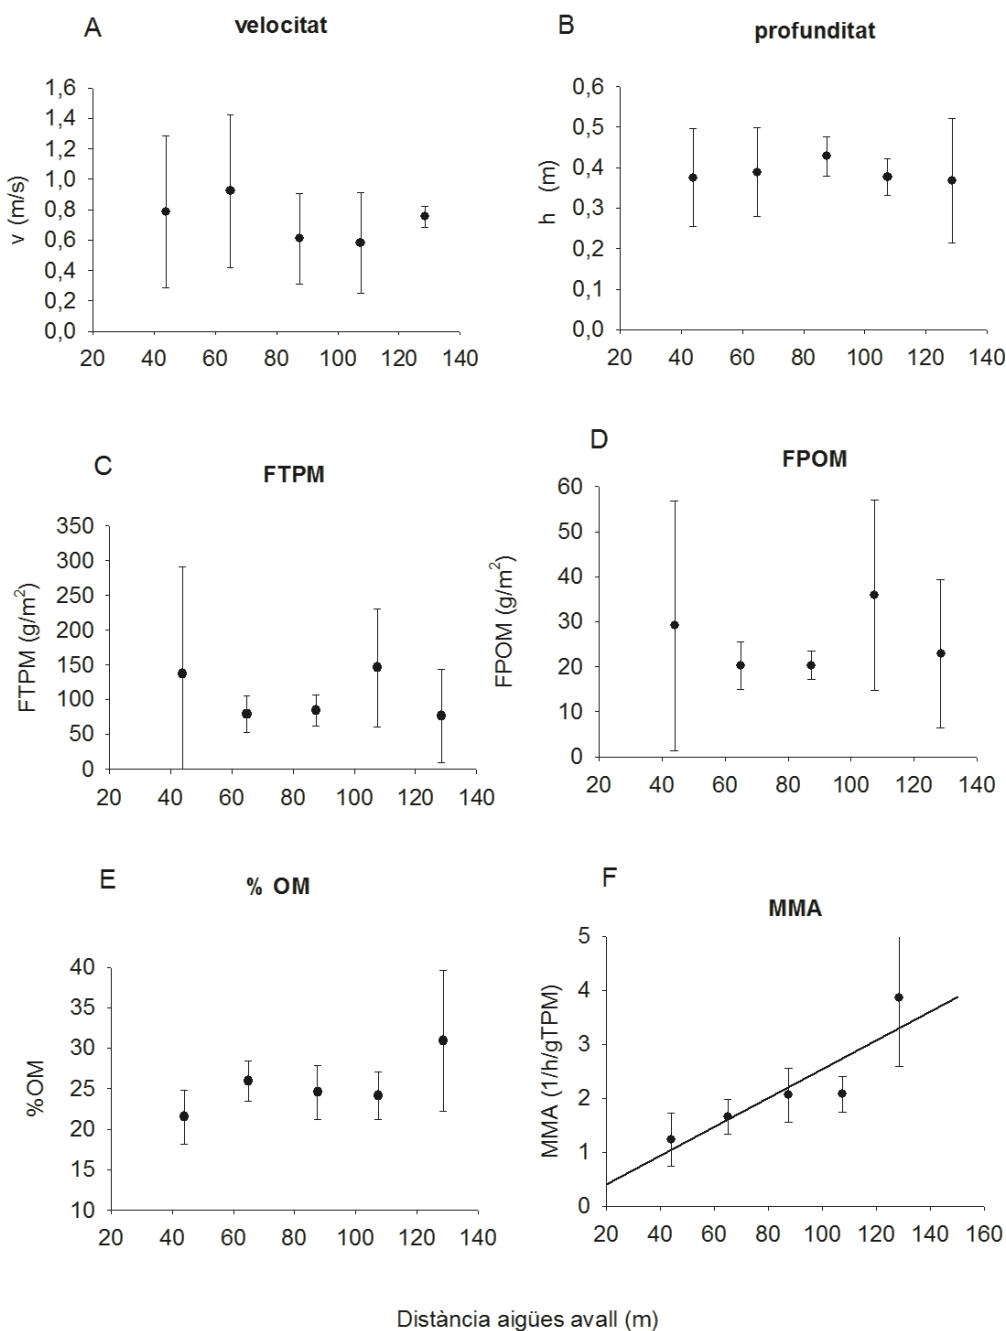 A
velocitat
v (m/s)
1,6
1,4
1,2
1,0
0,8
0,6
0,4
0,2
0,0
20 40 60 80 100 120 140
B
profunditat
h (m)
0,6
0,5
0,4
0,3
0,2
0,1
0,0
20 40 60 80 100 120 140
C
FTPM
FTPM (g/m²)
350
300
250
200
150
100
50
0
20 40 60 80 100 120 140
D
FPOM
FPOM (g/m²)
60
50
40
30
20
10
0
20 40 60 80 100 120 140
E
% OM
%OM
40
35
30
25
20
15
10
20 40 60 80 100 120 140
F
MMA
MMA (1/h/gTPM)
5
4
3
2
1
0
20 40 60 80 100 120 140 160
Distància aigües avall (m)